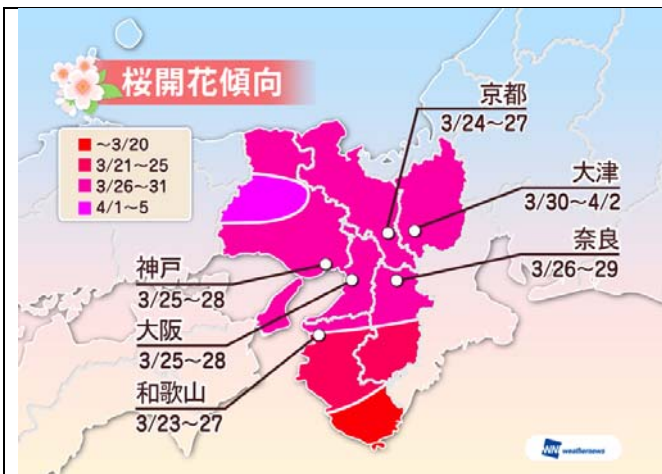 桜開花傾向
～3/20
3/21～25
3/26～31
4/1～5
京都
3/24～27
大津
3/30～4/2
奈良
3/26～29
神戸
3/25～28
大阪
3/25～28
和歌山
3/23～27
WNI weathernews